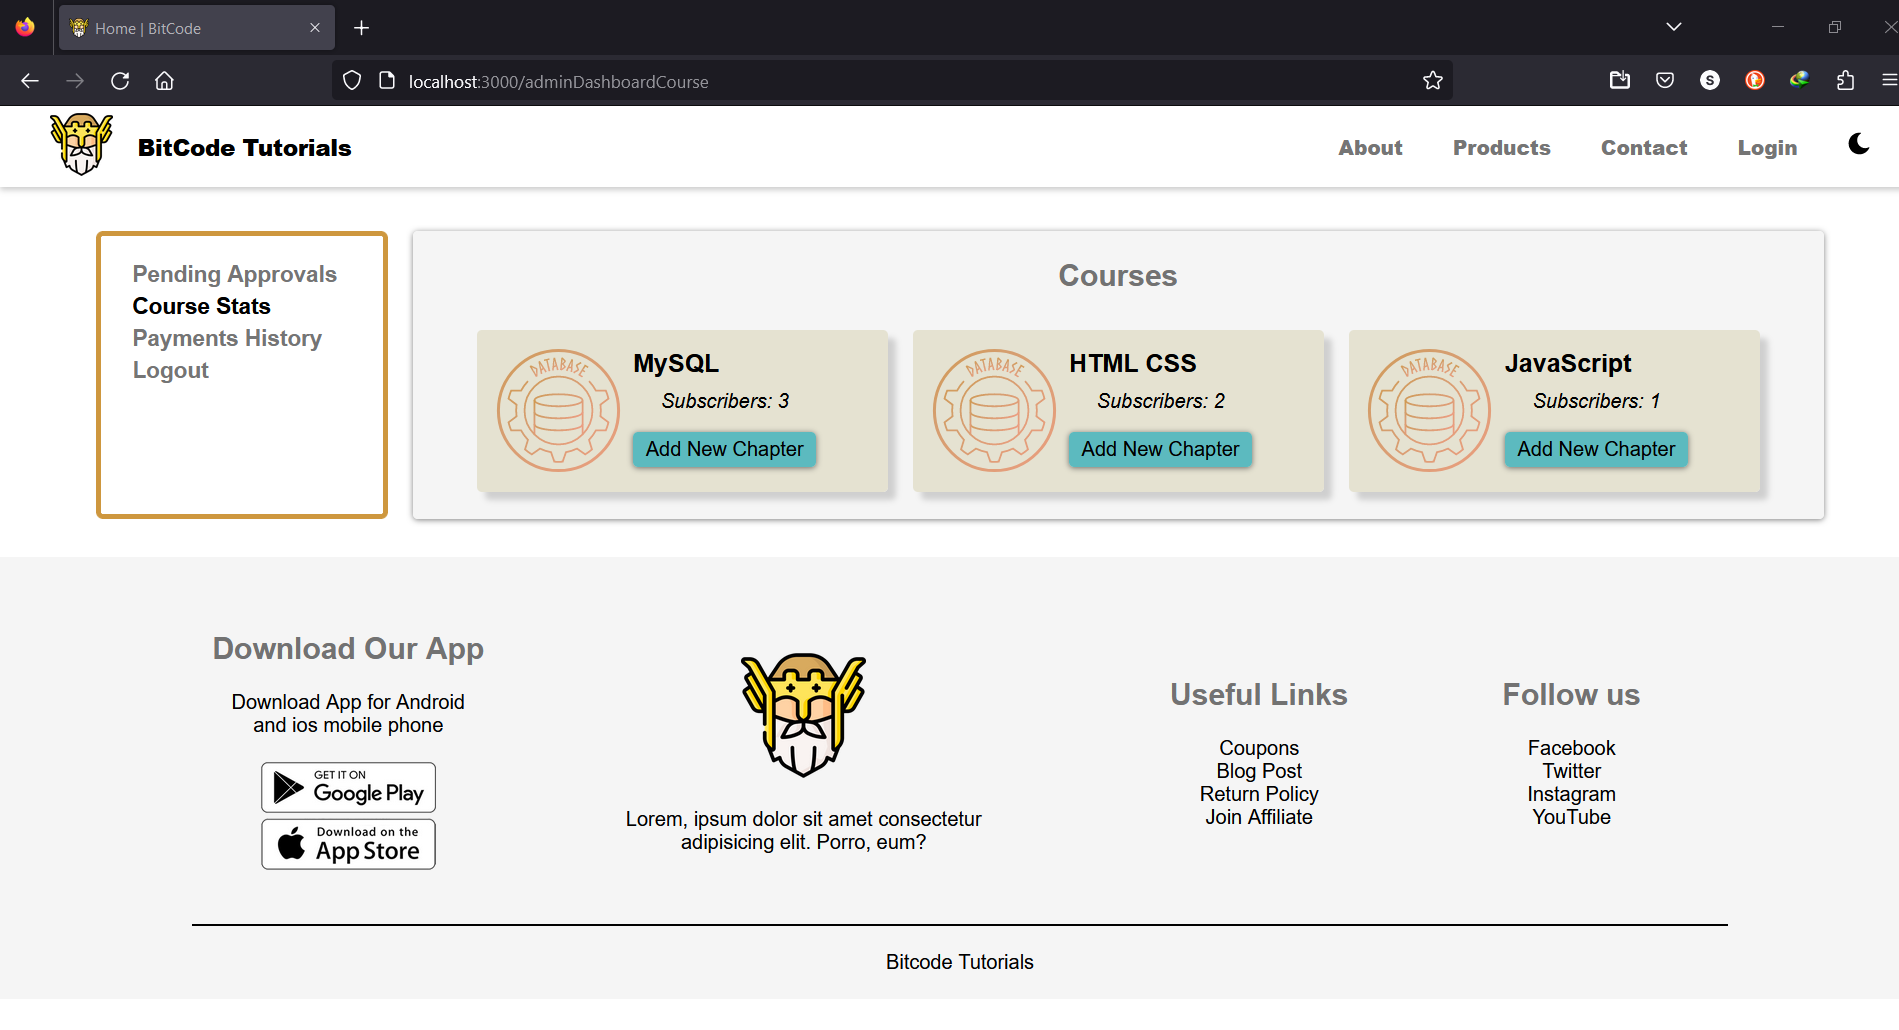 Home | BitCode
localhost:3000/adminDashboardCourse
S
BitCode Tutorials
About
Products
Contact
Login
Pending Approvals
Course Stats
Payments History
Logout
Courses
DATABASE
MySQL
Subscribers: 3
Add New Chapter
DATABASE
HTML CSS
Subscribers: 2
Add New Chapter
DATABASE
JavaScript
Subscribers: 1
Add New Chapter
Download Our App
Download App for Android
and ios mobile phone
GET IT ON
Google Play
Download on the
App Store
Lorem, ipsum dolor sit amet consectetur
adipisicing elit. Porro, eum?
Useful Links
Coupons
Blog Post
Return Policy
Join Affiliate
Follow us
Facebook
Twitter
Instagram
YouTube
Bitcode Tutorials